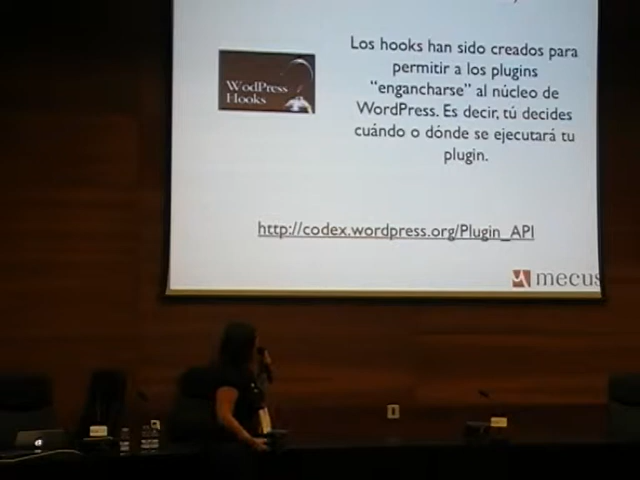 Los hooks han sido creados para
permitir a los plugins
"engancharse" al núcleo de
WordPress. Es decir, tú decides
cuándo o dónde se ejecutará tu
plugin.
WodPress
Hooks
http://codex.wordpress.org/Plugin_API
mecus